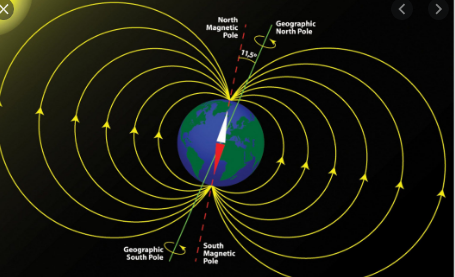 North
Magnetic
Pole
Geographic
North Pole
11,5°
Geographic
South Pole
South
Magnetic
Pole